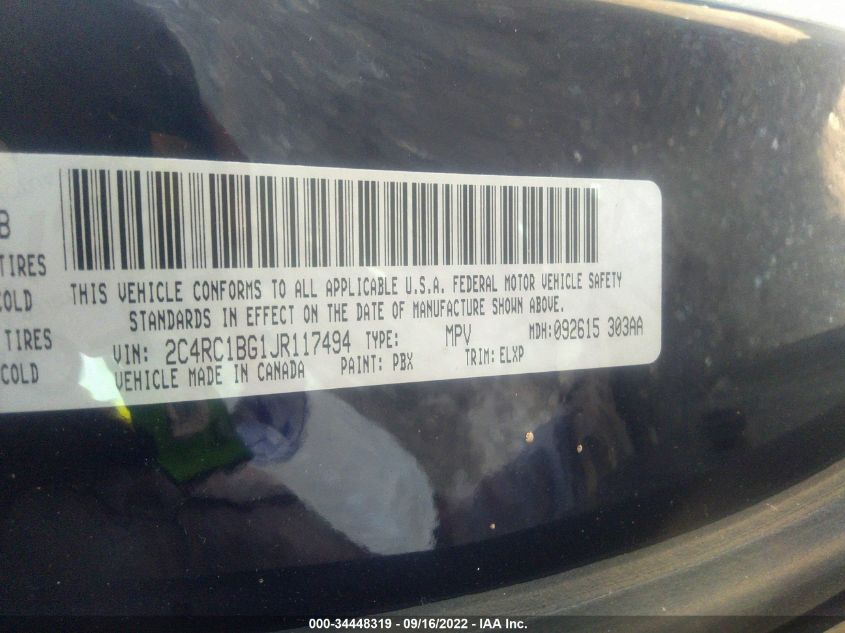 B
TIRES
COLD
TIRES
COLD
THIS VEHICLE CONFORMS TO ALL APPLICABLE U.S.A. FEDERAL MOTOR VEHICLE SAFETY
STANDARDS IN EFFECT ON THE DATE OF MANUFACTURE SHOWN ABOVE.
VIN: 2C4RC1BG1JR117494 TYPE: MPV MDH:092615 303AA
VEHICLE MADE IN CANADA PAINT: PBX TRIM:ELXP
000-34448319 - 09/16/2022 - IAA Inc.